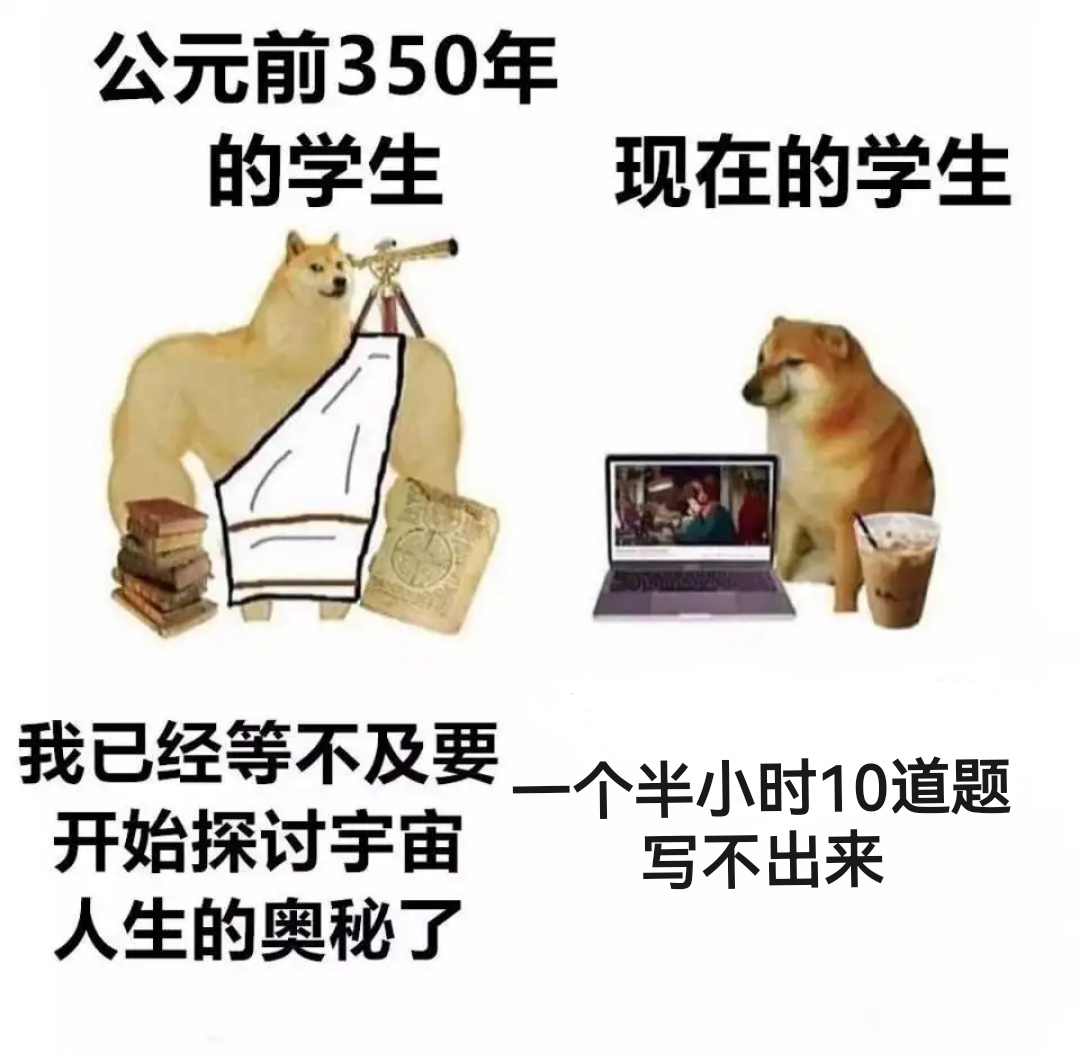 公元前350年
的学生
现在的学生
我已经等不及要
开始探讨宇宙
人生的奥秘了
一个半小时10道题
写不出来